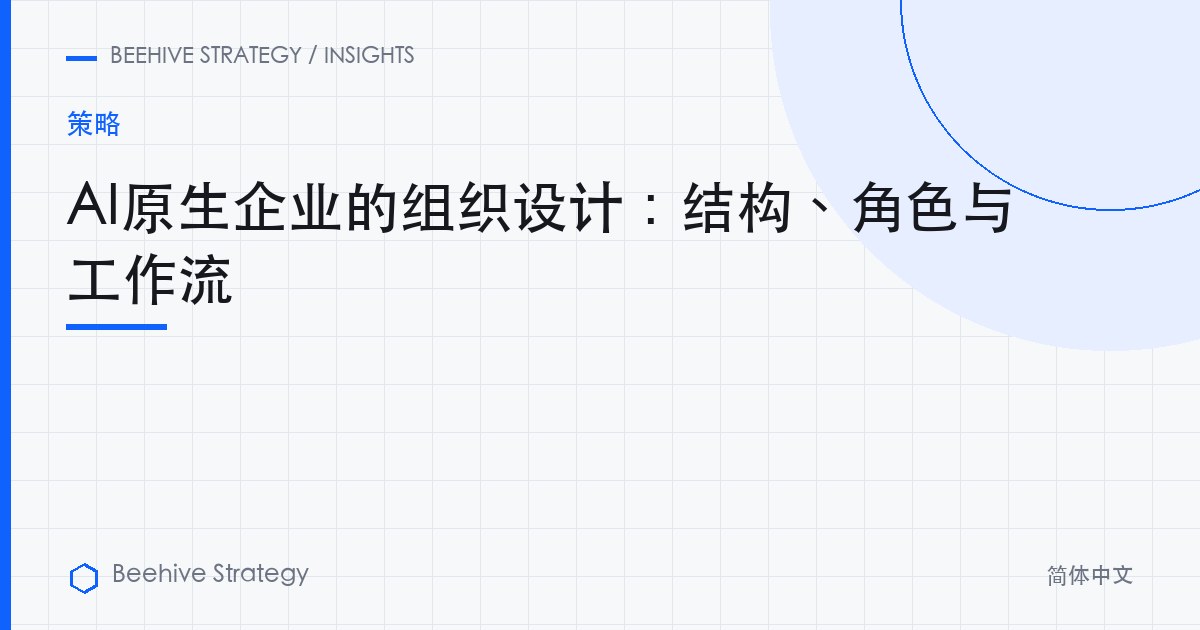 BEEHIVE STRATEGY / INSIGHTS
策略
AI原生企业的组织设计：结构、角色与
工作流
Beehive Strategy
简体中文